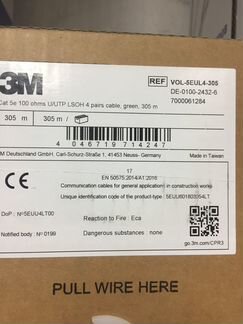 3M
REF VOL-5EUL4-305
DE-0100-2432-6
7000061284
Cat 5e 100 ohms U/UTP LSOH 4 pairs cable, green, 305 m
305 m 305 m /
4 046719 714247
3M Deutschland GmbH, Carl-Schurz-Straße 1, 41453 Neuss- Germany
Made in Taiwan
CE
17
EN 50575:2014/A1:2016
Communication cables for general application in construction works
Unique identification code of the product-type:
DoP : Nº5EUU4LT00
Reaction to Fire : Eca
Notified body : Nº 0199
Dangerous substances : none
go.3m.com/CPR3
PULL WIRE HERE